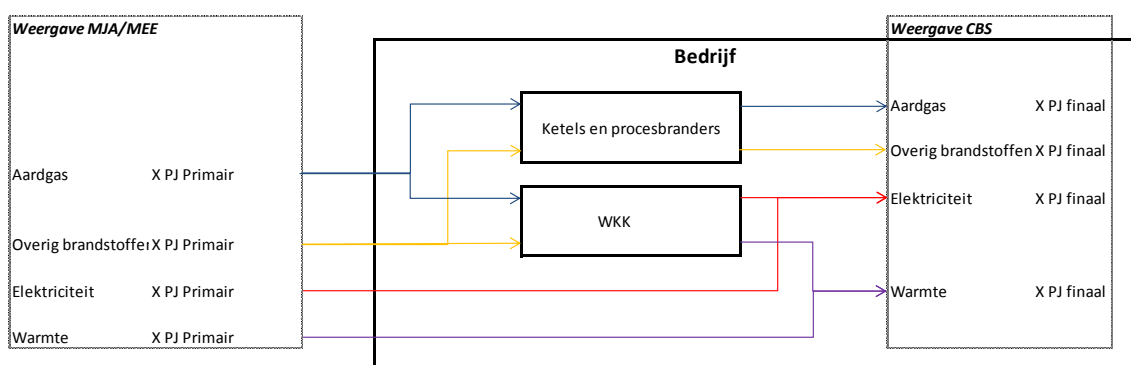 Weergave MJA/MEE
Aardgas X PJ Primair
Overig brandstoffen X PJ Primair
Elektriciteit X PJ Primair
Warmte X PJ Primair
Bedrijf
Ketels en procesbranders
WKK
Weergave CBS
Aardgas X PJ finaal
Overig brandstoffen X PJ finaal
Elektriciteit X PJ finaal
Warmte X PJ finaal